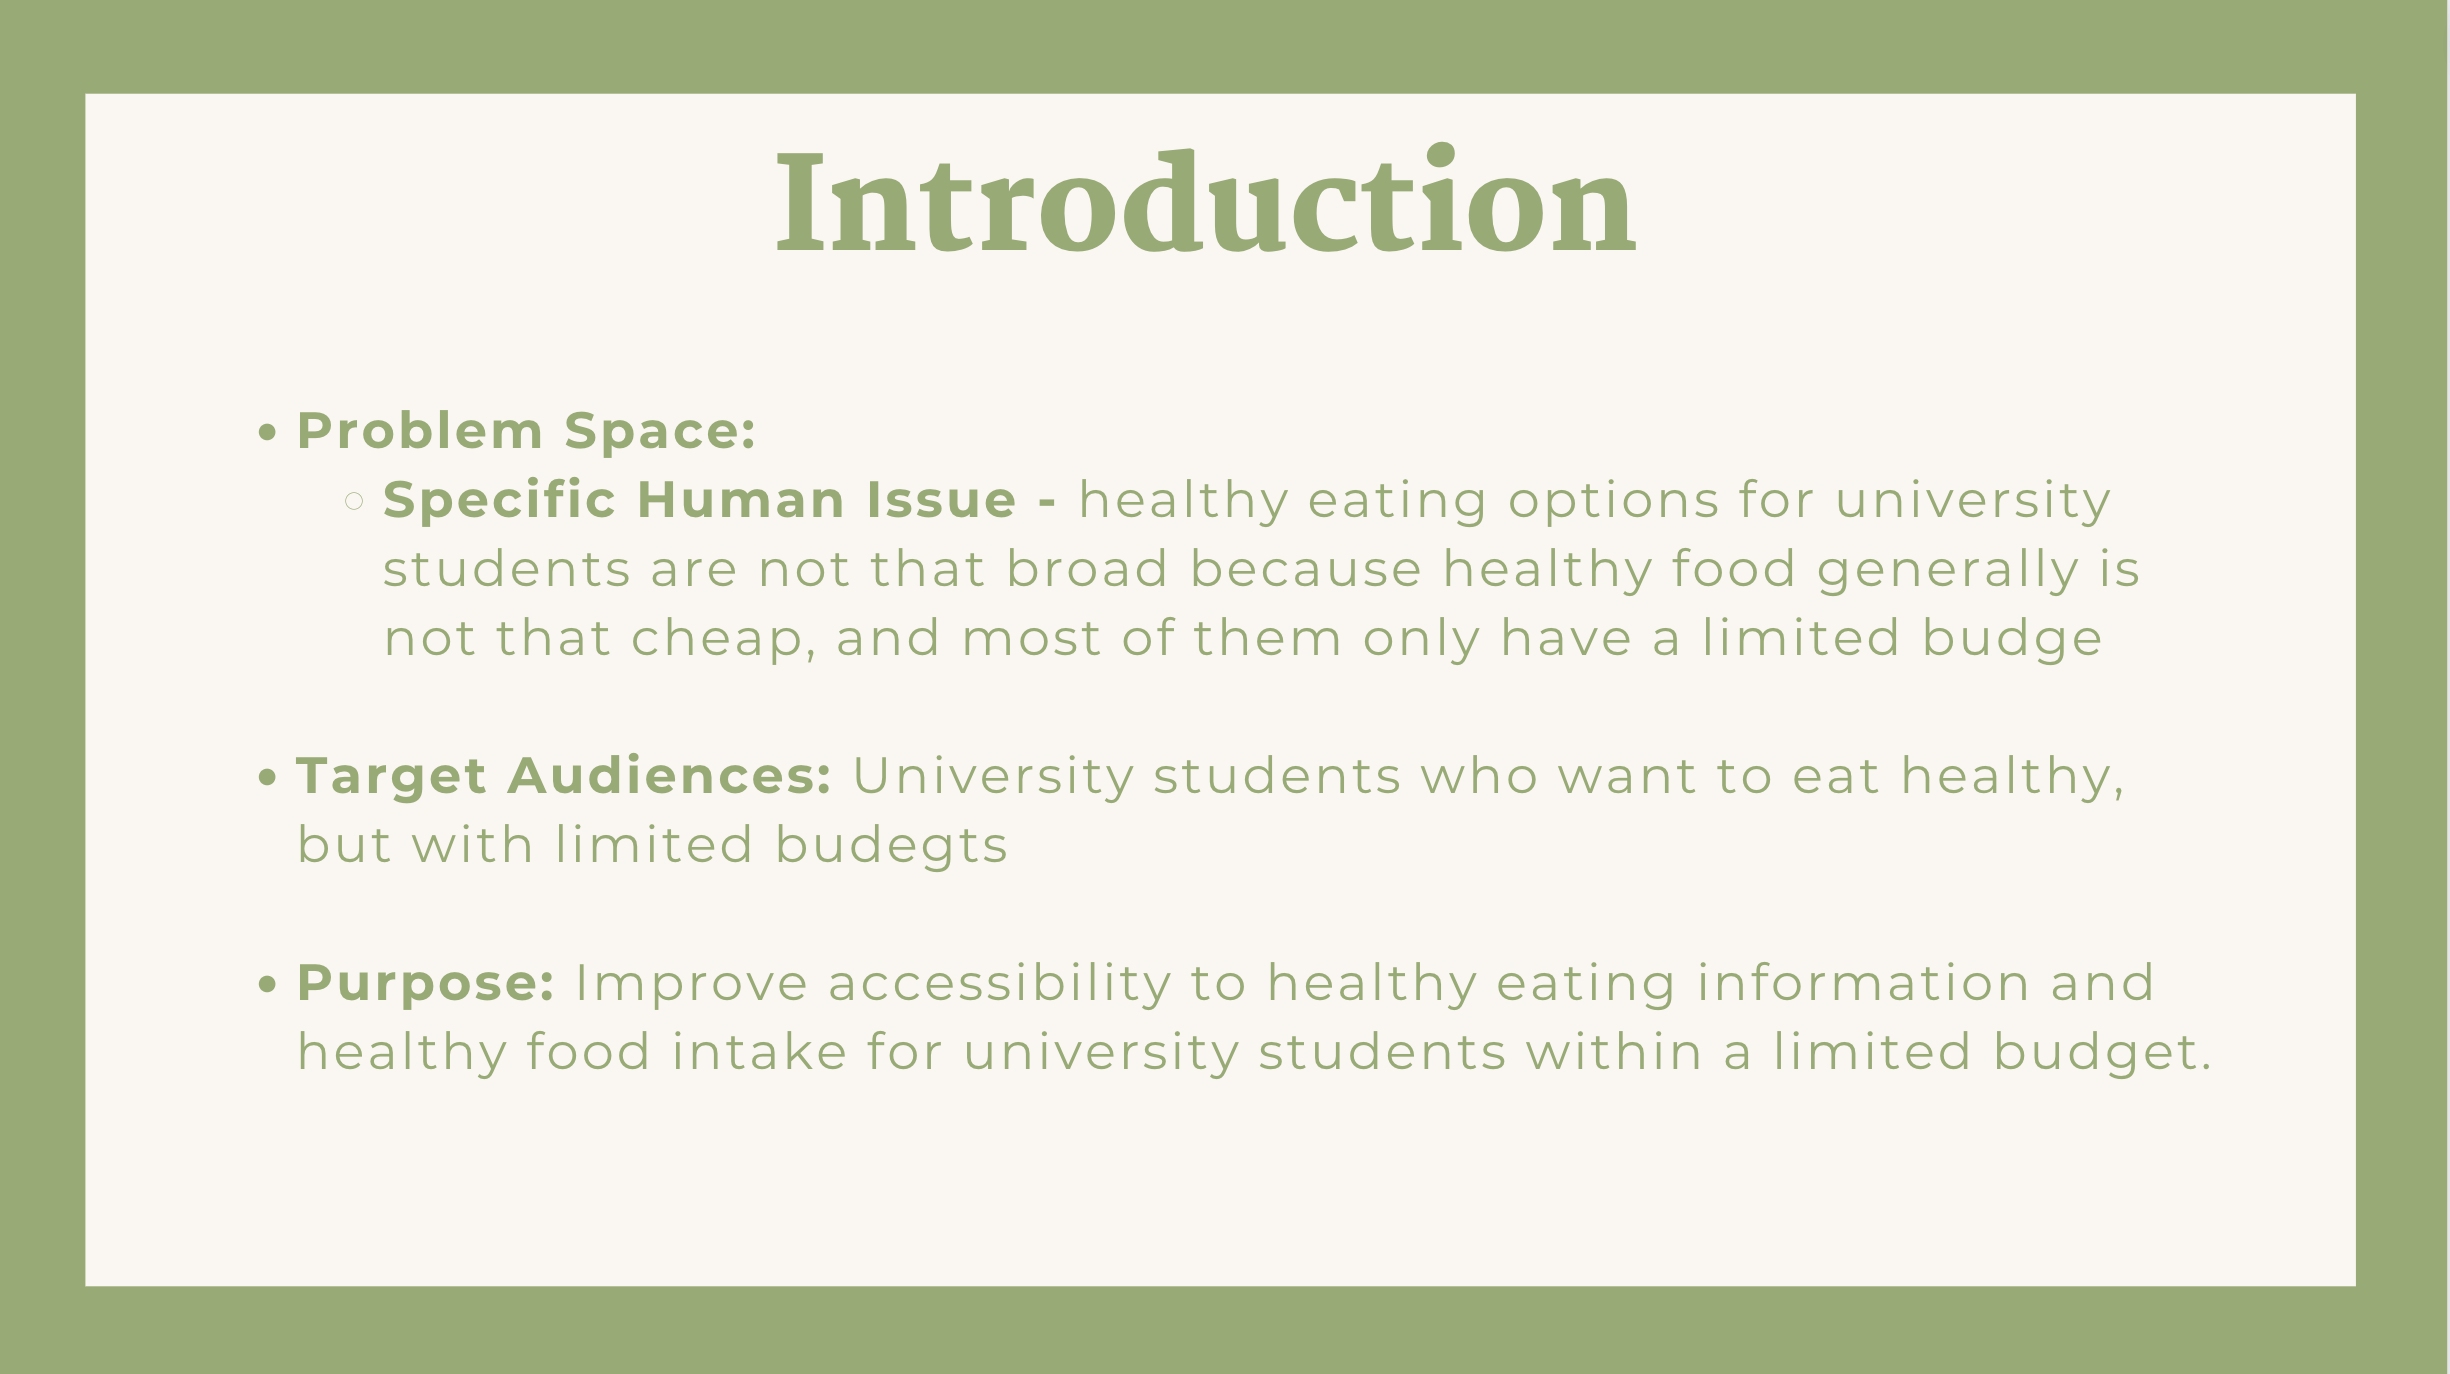 Introduction
• Problem Space:
○ Specific Human Issue - healthy eating options for university
students are not that broad because healthy food generally is
not that cheap, and most of them only have a limited budge
• Target Audiences: University students who want to eat healthy,
but with limited budegts
• Purpose: Improve accessibility to healthy eating information and
healthy food intake for university students within a limited budget.